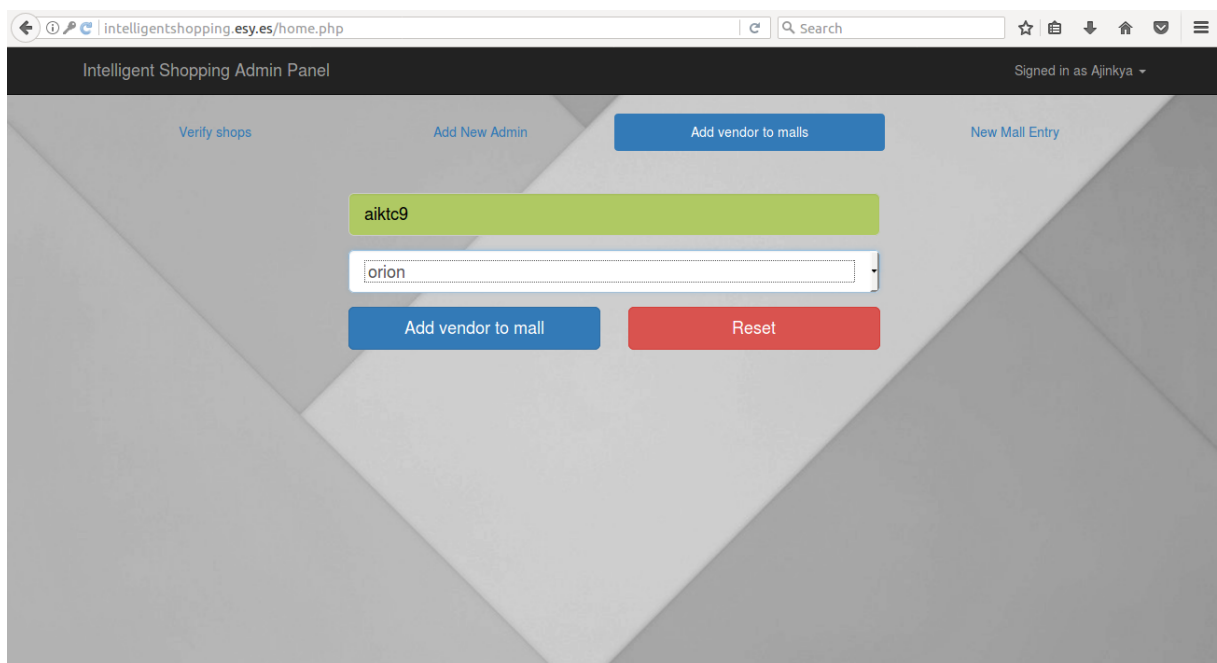 intelligentshopping.esy.es/home.php Search
Intelligent Shopping Admin Panel Signed in as Ajinkya
Verify shops Add New Admin Add vendor to malls New Mall Entry
aiktc9
orion
Add vendor to mall Reset